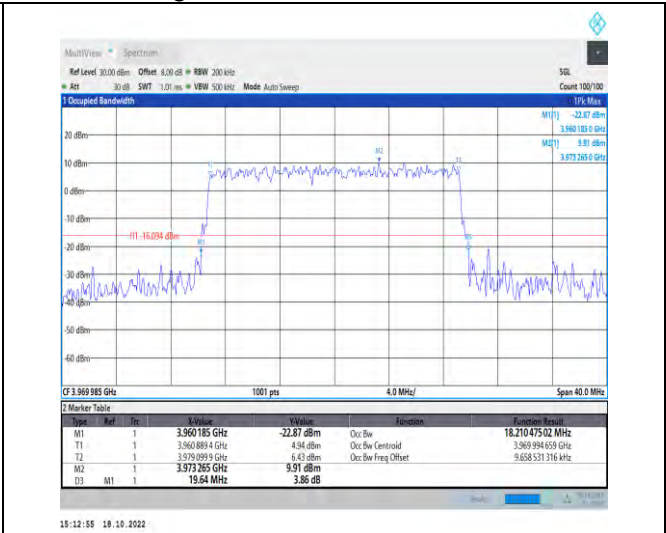 MultiView Spectrum
Ref Level 30.00 dBm Offset 8.09 dB RBW 200 kHz SGL
Att 30 dB SWT 1.01 ms VBW 500 kHz Mode Auto Sweep Count 100/100
1 Occupied Bandwidth 1Pk Max
M1[1] -22.87 dBm
3.960 185 0 GHz
M2[1] 9.91 dBm
3.973 265 0 GHz
20 dBm
M2
10 dBm
0 dBm
-10 dBm
H1 -16.094 dBm
M1
-20 dBm
-30 dBm
-40 dBm
-50 dBm
-60 dBm
CF 3.969 985 GHz 1001 pts 4.0 MHz/ Span 40.0 MHz
2 Marker Table
Type Ref Trc X-Value Y-Value Function Function Result
M1 1 3.960 185 GHz -22.87 dBm Occ Bw 18.210 475 02 MHz
T1 1 3.960 889 4 GHz 4.94 dBm Occ Bw Centroid 3.969 994 659 GHz
T2 1 3.979 099 9 GHz 6.43 dBm Occ Bw Freq Offset 9.658 531 316 kHz
M2 1 3.973 265 GHz 9.91 dBm
D3 M1 1 19.64 MHz 3.86 dB
15:12:55 18.10.2022